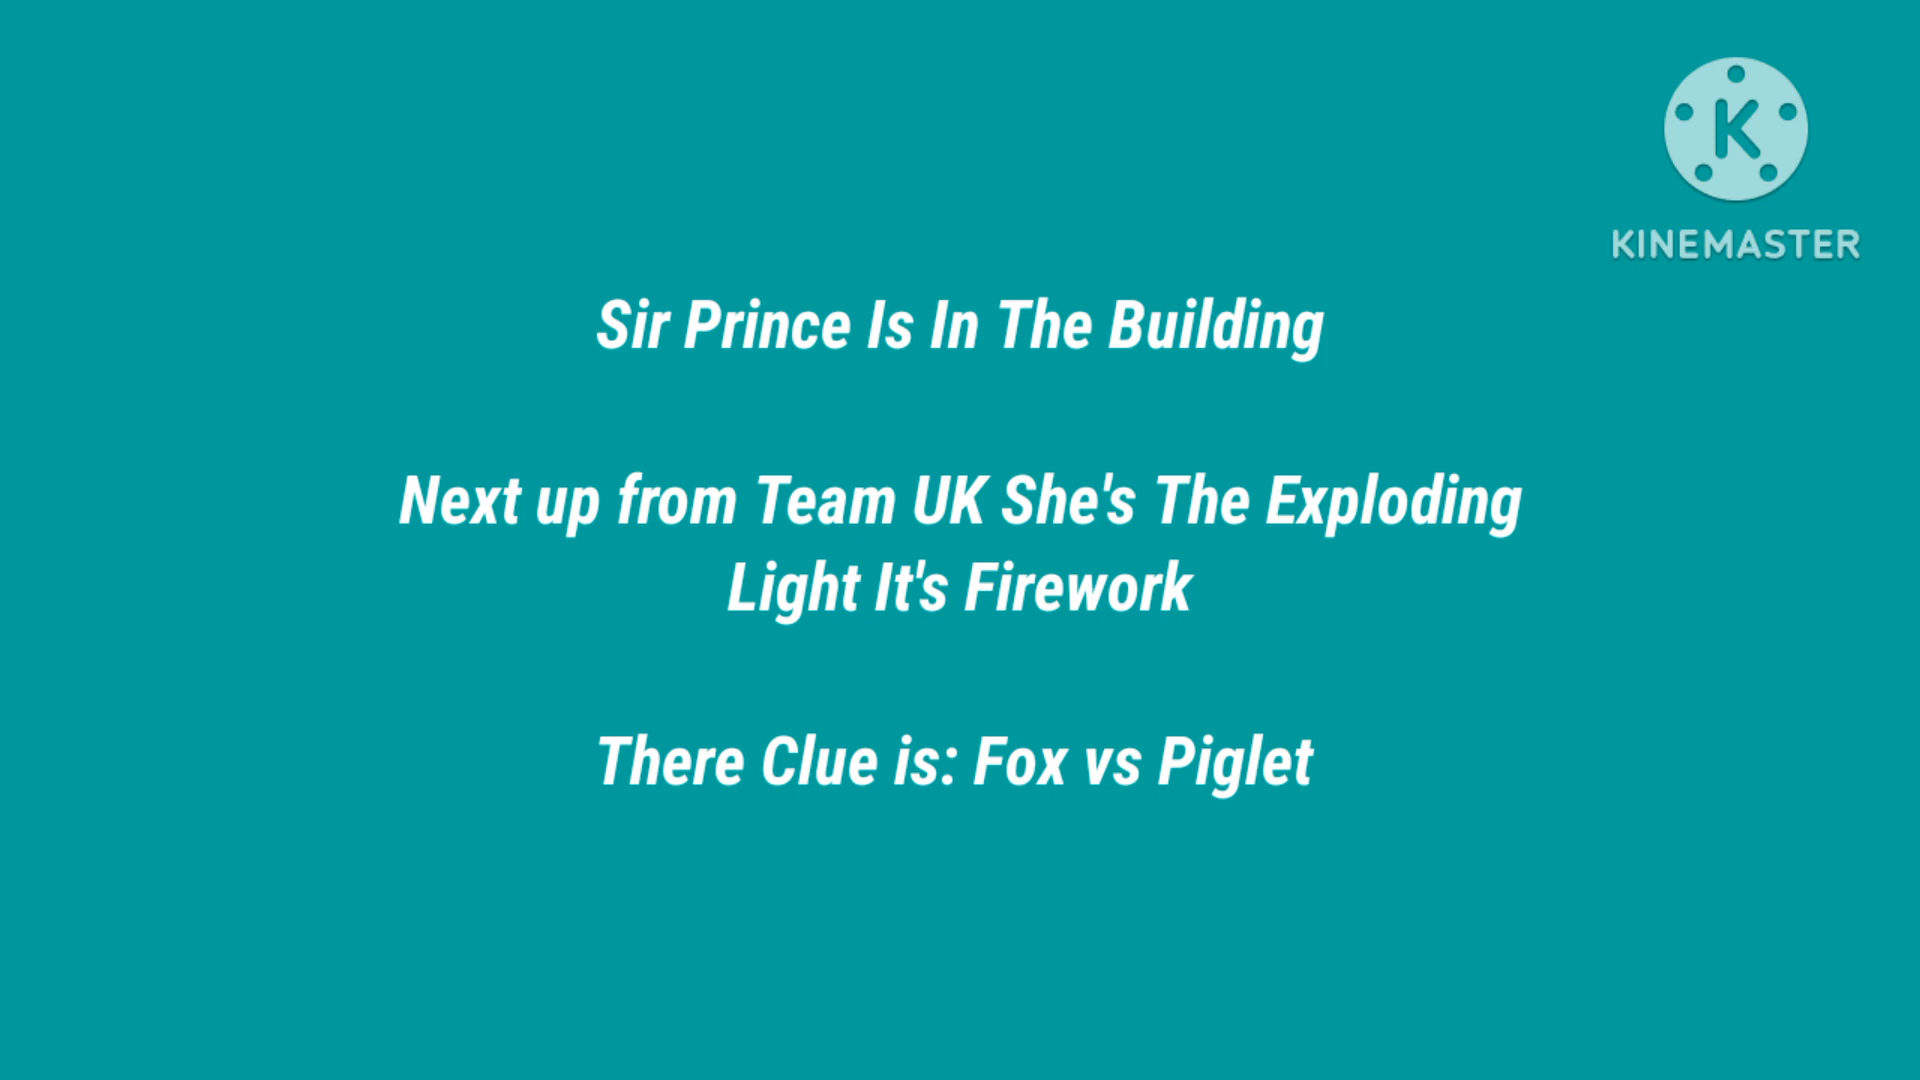 K
KINEMASTER
Sir Prince Is In The Building
Next up from Team UK She's The Exploding
Light It's Firework
There Clue is: Fox vs Piglet